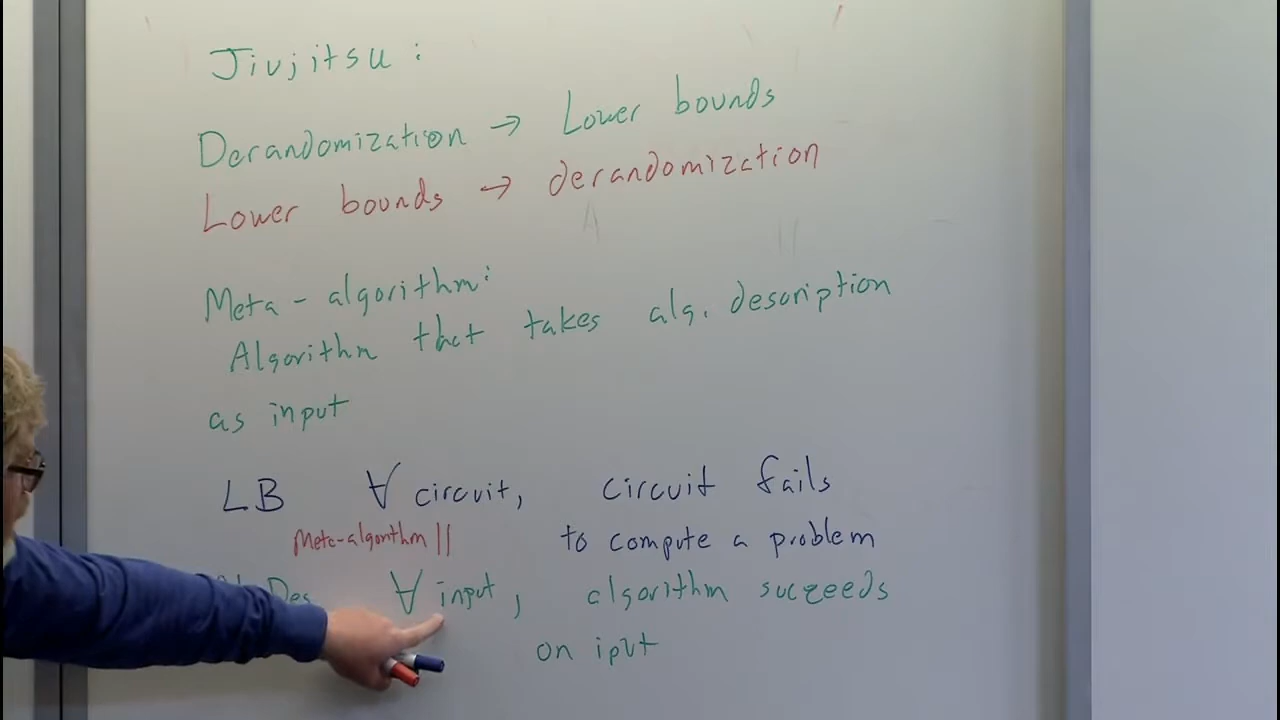 Jiujitsu:
Derandomization → Lower bounds
Lower bounds → derandomization
Meta-algorithm:
Algorithm that takes alg. description
as input
LB ∀ circuit, circuit fails
Meta-algorithm || to compute a problem
Des ∀ input, algorithm succeeds
on iput